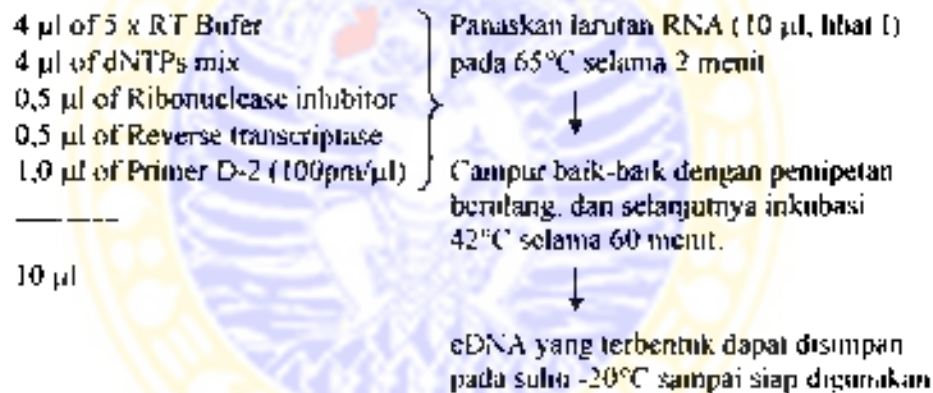 4 µl of 5 x RT Bufer
4 µl of dNTPs mix
0,5 µl of Ribonuclease inhibitor
0,5 µl of Reverse transcriptase
1,0 µl of Primer D-2 (100pm/µl)
10 µl
Panaskan larutan RNA (10 µl, lihat I)
pada 65°C selama 2 menit
Campur baik-baik dengan pemipetan
berulang, dan selanjutnya inkubasi
42°C selama 60 menit.
cDNA yang terbentuk dapat disimpan
pada suhu -20°C sampai siap digunakan